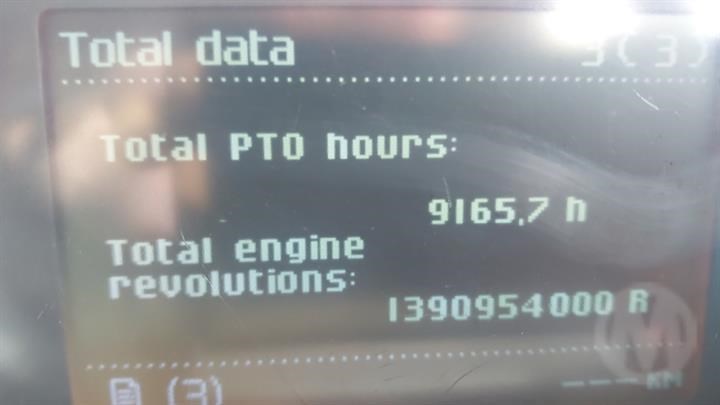 Total data 3(3)
Total PTO hours:
9165,7 h
Total engine
revolutions:
1390954000 R
(3) ---KM